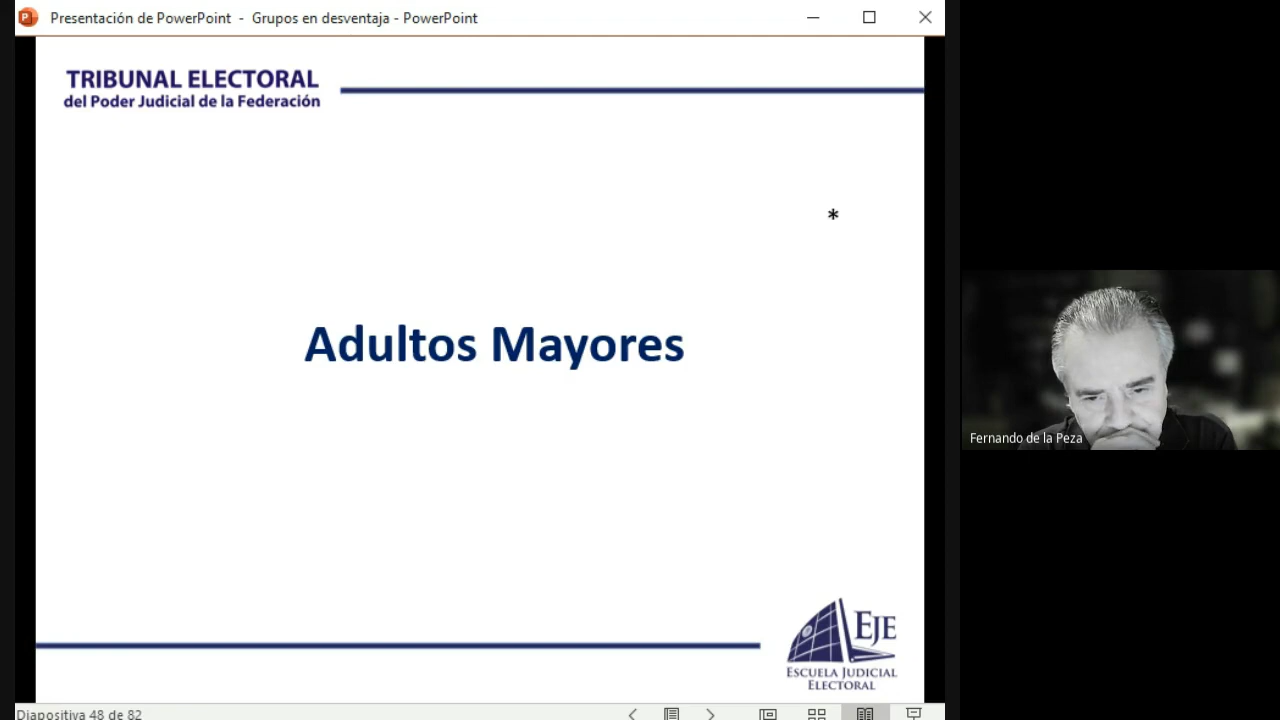 Presentación de PowerPoint - Grupos en desventaja - PowerPoint
TRIBUNAL ELECTORAL
del Poder Judicial de la Federación
*
Adultos Mayores
Fernando de la Peza
EJE
ESCUELA JUDICIAL
ELECTORAL
Diapositiva 48 de 82